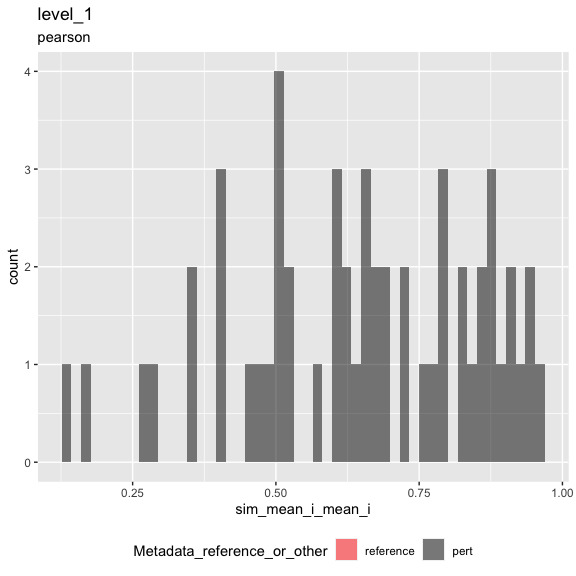 level_1
pearson
4
3
2
1
0
count
0.25 0.50 0.75 1.00
sim_mean_i_mean_i
Metadata_reference_or_other reference pert